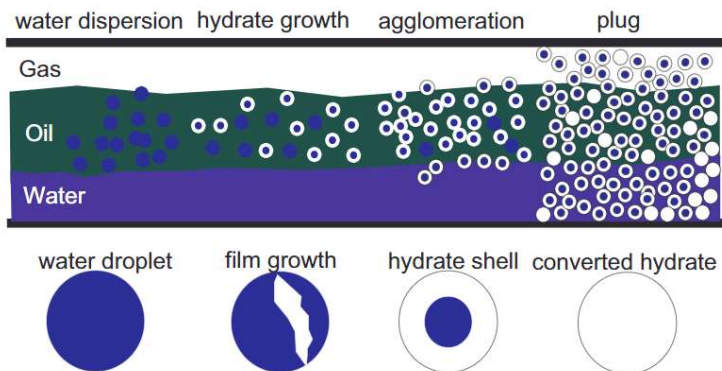 water dispersion hydrate growth agglomeration plug
Gas
Oil
Water
water droplet film growth hydrate shell converted hydrate